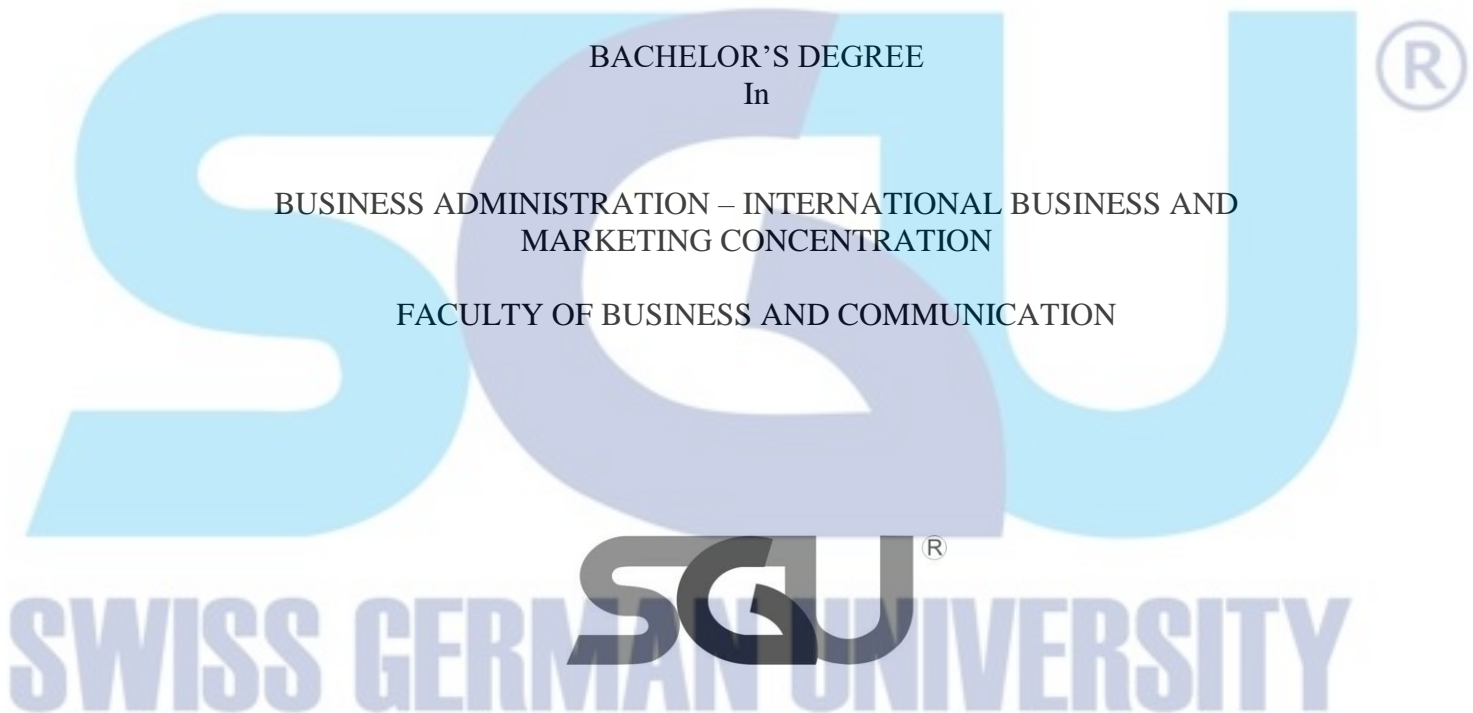 BACHELOR’S DEGREE
In
BUSINESS ADMINISTRATION – INTERNATIONAL BUSINESS AND
MARKETING CONCENTRATION
FACULTY OF BUSINESS AND COMMUNICATION
SGU ®
SGU ®
SWISS GERMAN UNIVERSITY